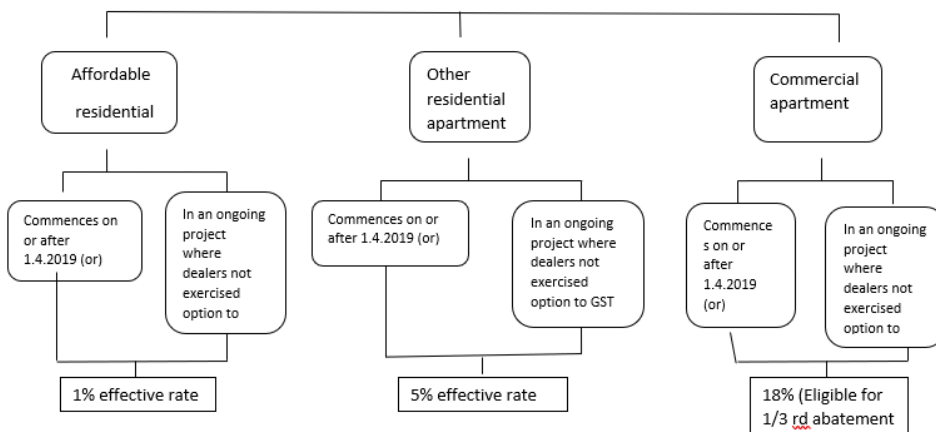 Affordable
residential
Other
residential
apartment
Commercial
apartment
Commences on
or after
1.4.2019 (or)
In an ongoing
project
where
dealers not
exercised
option to
Commences on or
after 1.4.2019 (or)
In an ongoing
project where
dealers not
exercised
option to GST
Commence
s on or
after
1.4.2019
(or)
In an ongoing
project
where
dealers not
exercised
option to
1% effective rate
5% effective rate
18% (Eligible for
1/3 rd abatement